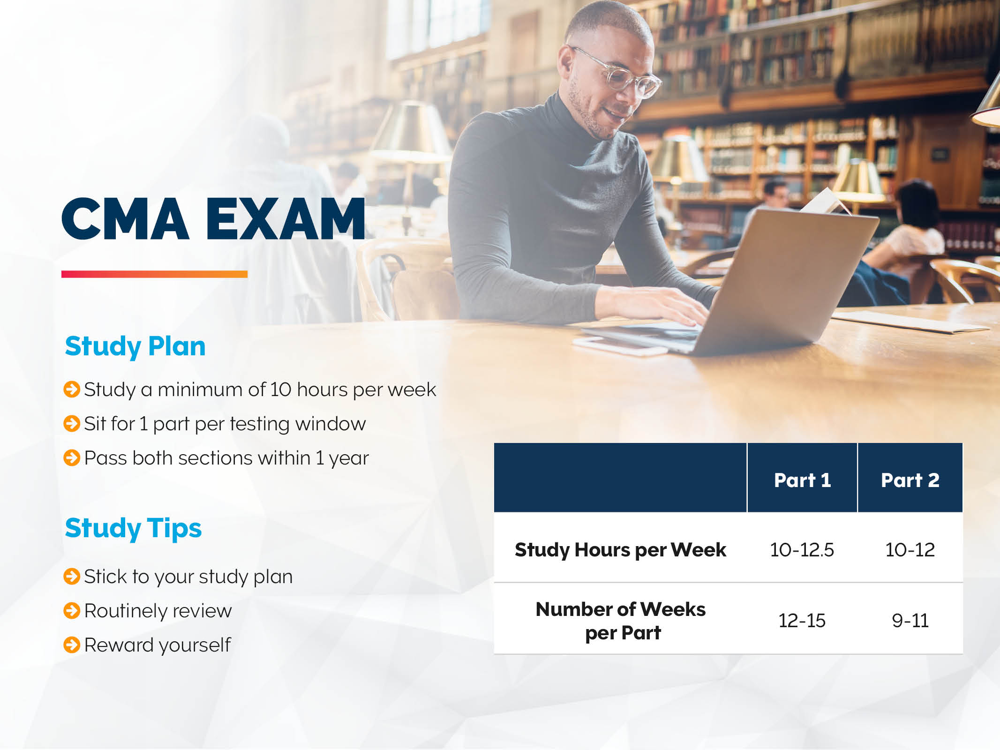 CMA EXAM
Study Plan
Study a minimum of 10 hours per week
Sit for 1 part per testing window
Pass both sections within 1 year
Study Tips
Stick to your study plan
Routinely review
Reward yourself
Part 1 Part 2
Study Hours per Week 10-12.5 10-12
Number of Weeks
per Part 12-15 9-11